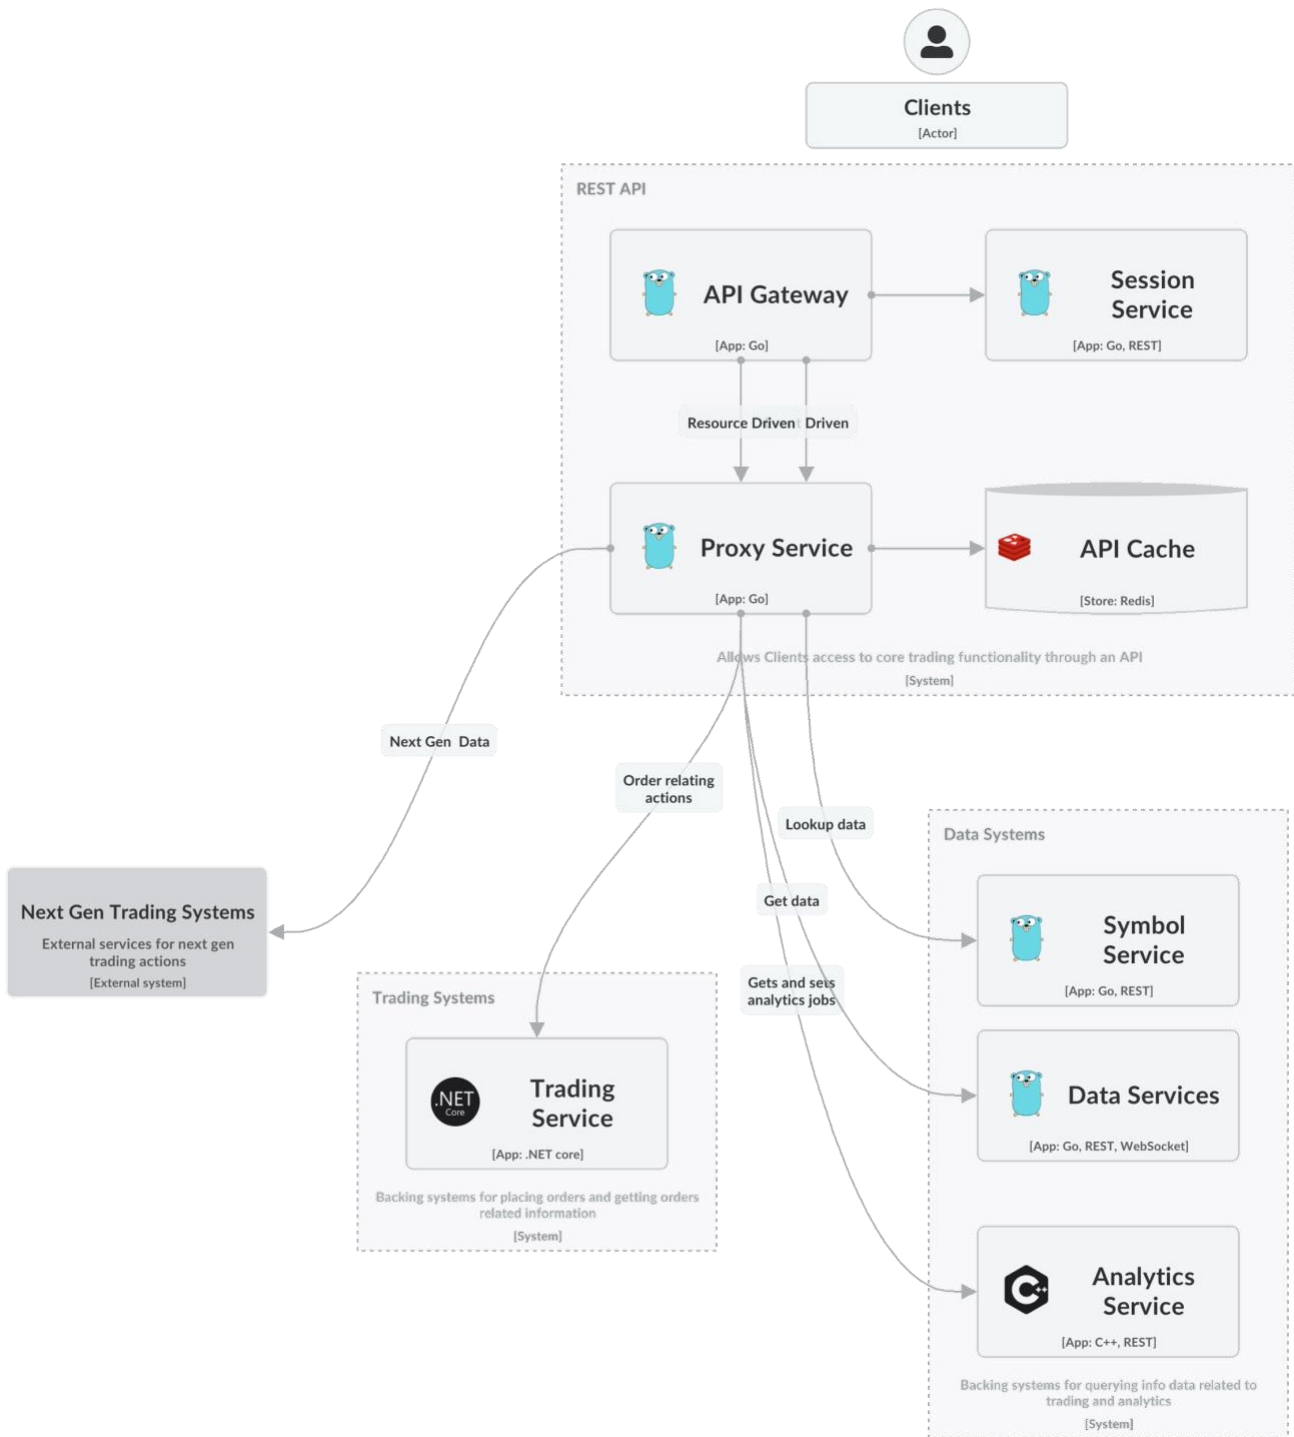 Clients
[Actor]
REST API
API Gateway
[App: Go]
Session
Service
[App: Go, REST]
Resource Driven
Driven
Proxy Service
[App: Go]
API Cache
[Store: Redis]
Allows Clients access to core trading functionality through an API
[System]
Next Gen Data
Order relating
actions
Lookup data
Get data
Gets and sets
analytics jobs
Next Gen Trading Systems
External services for next gen
trading actions
[External system]
Trading Systems
.NET
Core
Trading
Service
[App: .NET core]
Backing systems for placing orders and getting orders
related information
[System]
Data Systems
Symbol
Service
[App: Go, REST]
Data Services
[App: Go, REST, WebSocket]
C++
Analytics
Service
[App: C++, REST]
Backing systems for querying info data related to
trading and analytics
[System]